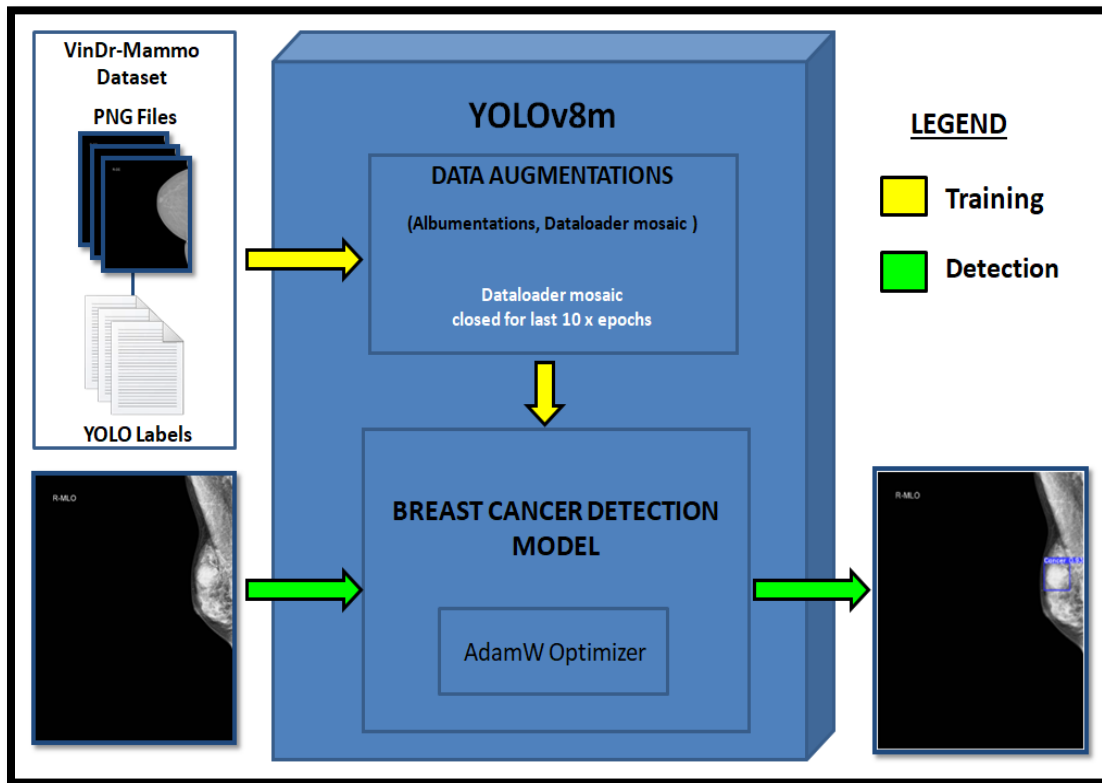 VinDr-Mammo
Dataset
PNG Files
YOLO Labels
YOLOv8m
DATA AUGMENTATIONS
(Albumentations, Dataloader mosaic )
Dataloader mosaic
closed for last 10 x epochs
BREAST CANCER DETECTION
MODEL
AdamW Optimizer
LEGEND
Training
Detection
R-MLO
R-MLO
Cancer